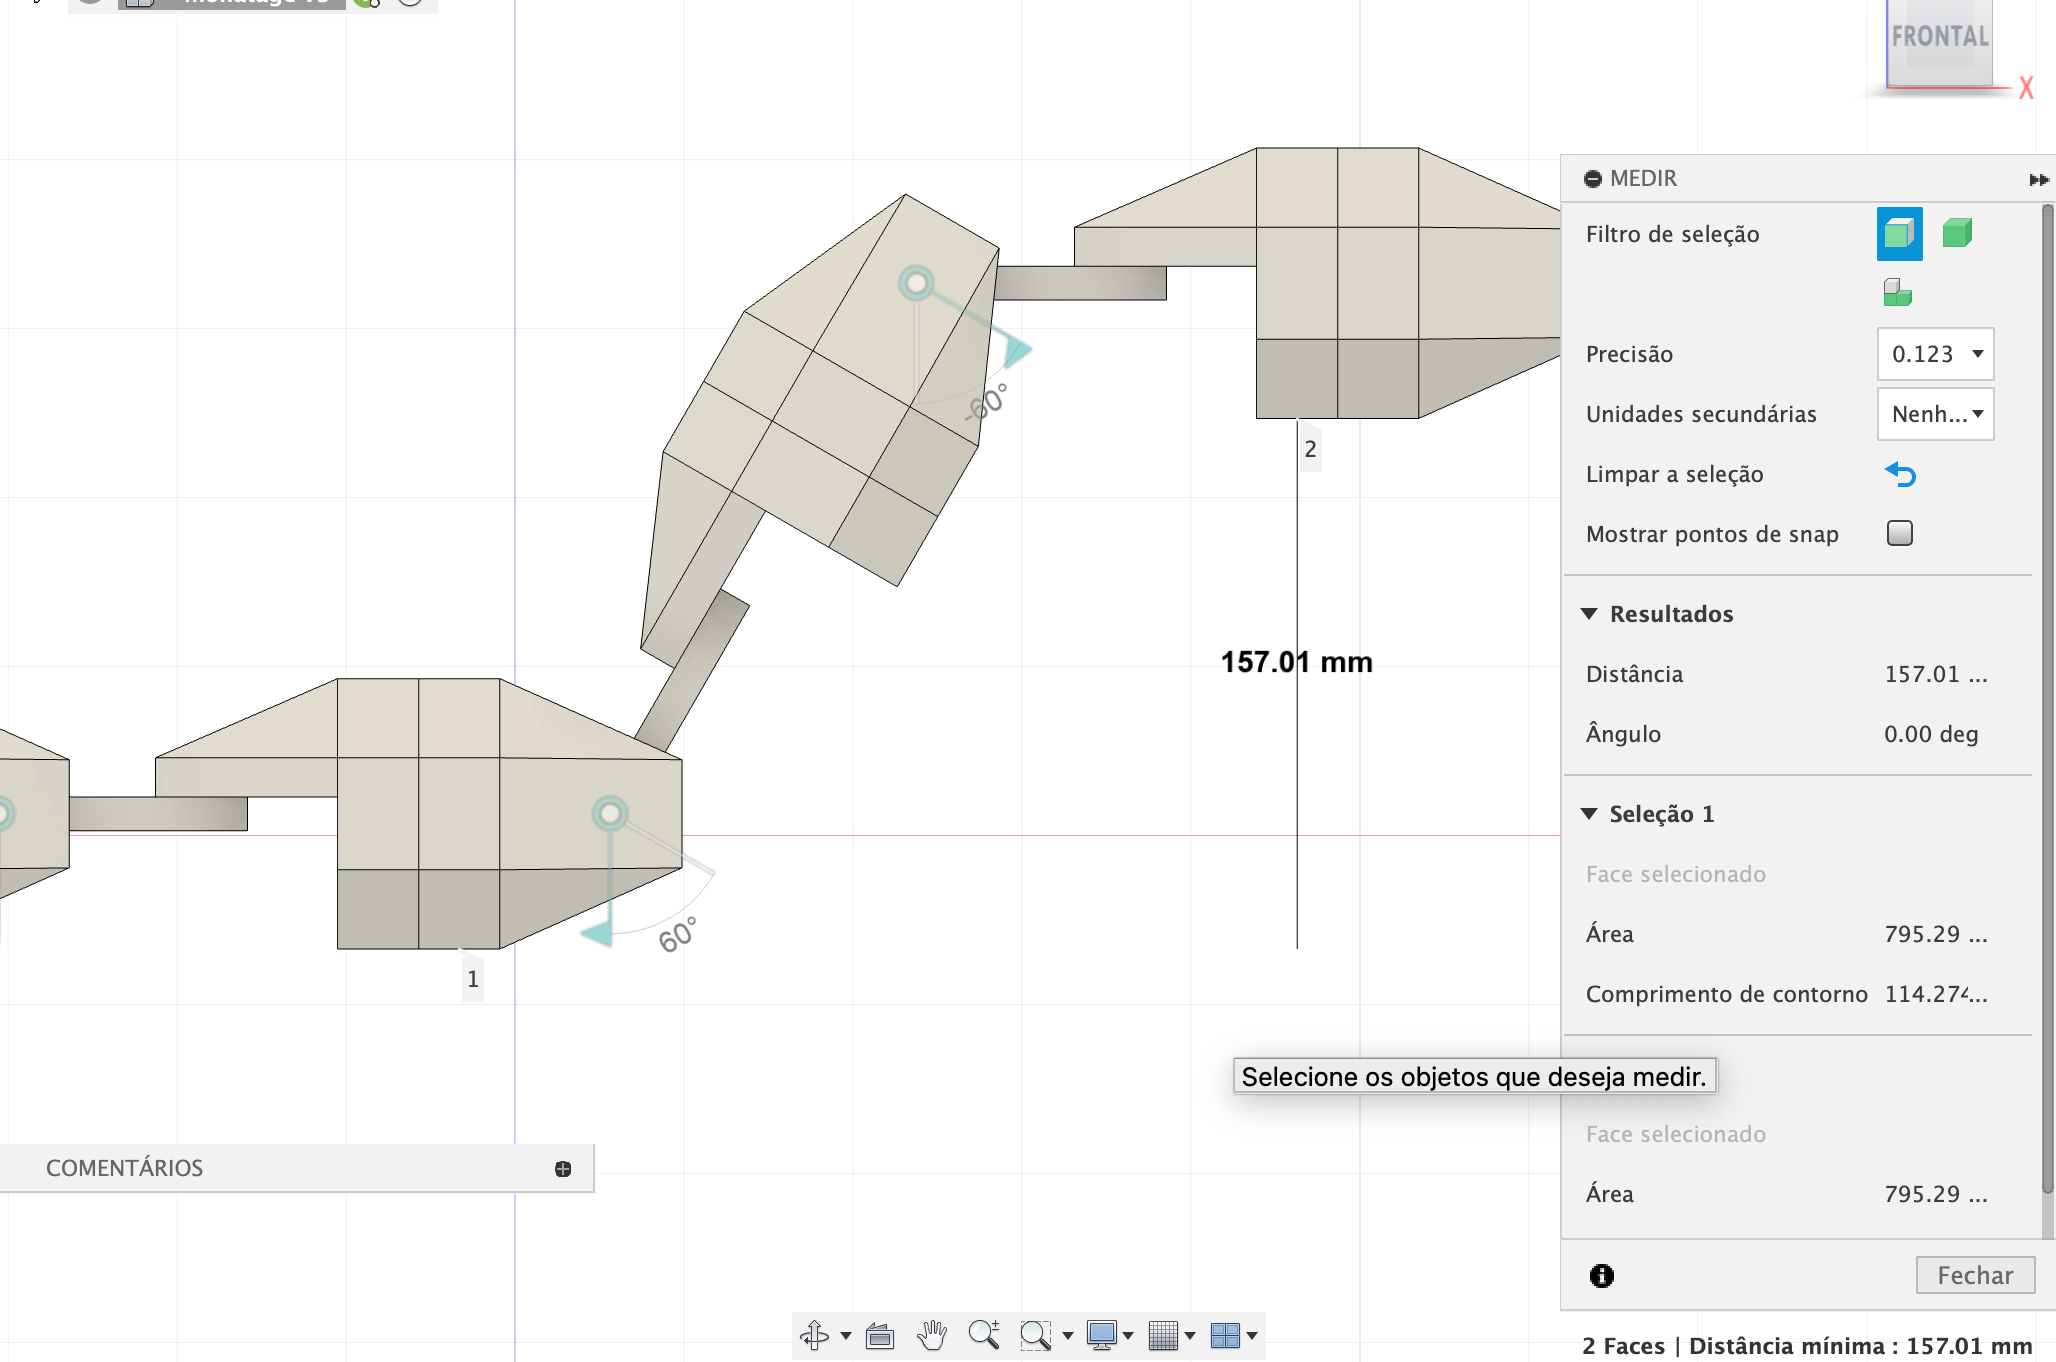 FRONTAL
X
MEDIR
Filtro de seleção
Precisão
0.123
Unidades secundárias
Nenh...
Limpar a seleção
Mostrar pontos de snap
Resultados
Distância
157.01 ...
Ângulo
0.00 deg
Seleção 1
Face selecionado
Área
795.29 ...
Comprimento de contorno
114.274...
Face selecionado
Área
795.29 ...
Fechar
-60°
2
157.01 mm
60°
1
Selecione os objetos que deseja medir.
COMENTÁRIOS
2 Faces | Distância mínima : 157.01 mm